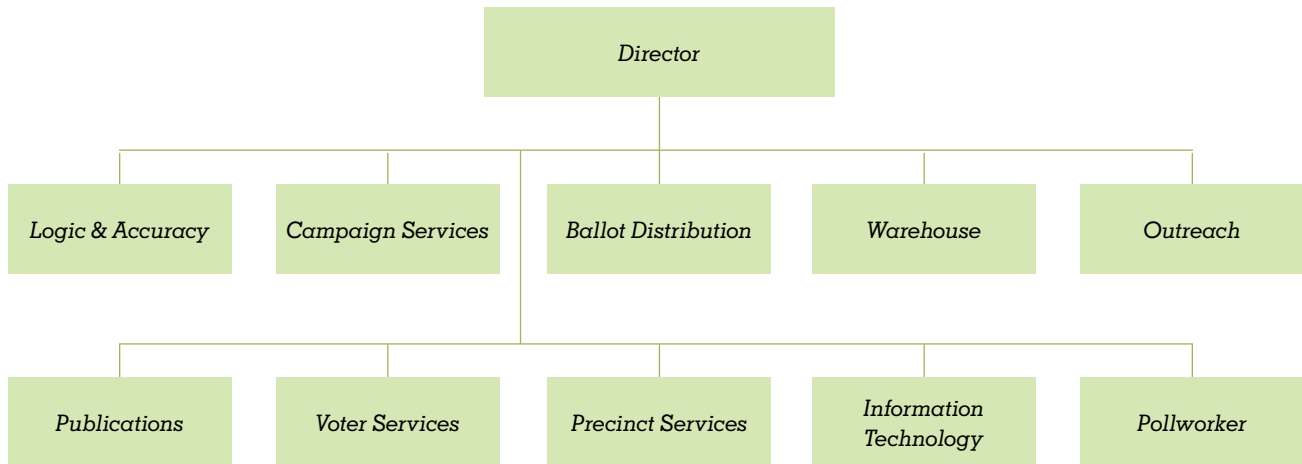 Director
Logic & Accuracy
Campaign Services
Ballot Distribution
Warehouse
Outreach
Publications
Voter Services
Precinct Services
Information
Technology
Pollworker